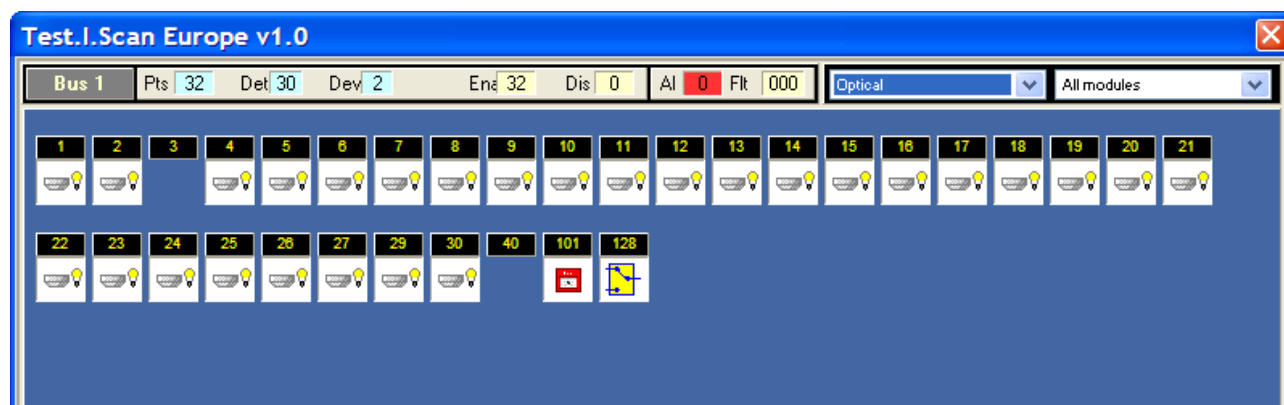 Test.I.Scan Europe v1.0
Bus 1 Pts 32 Det 30 Dev 2 Ena 32 Dis 0 Al 0 Flt 000 Optical All modules
1 2 3 4 5 6 7 8 9 10 11 12 13 14 15 16 17 18 19 20 21
22 23 24 25 26 27 29 30 40 101 128